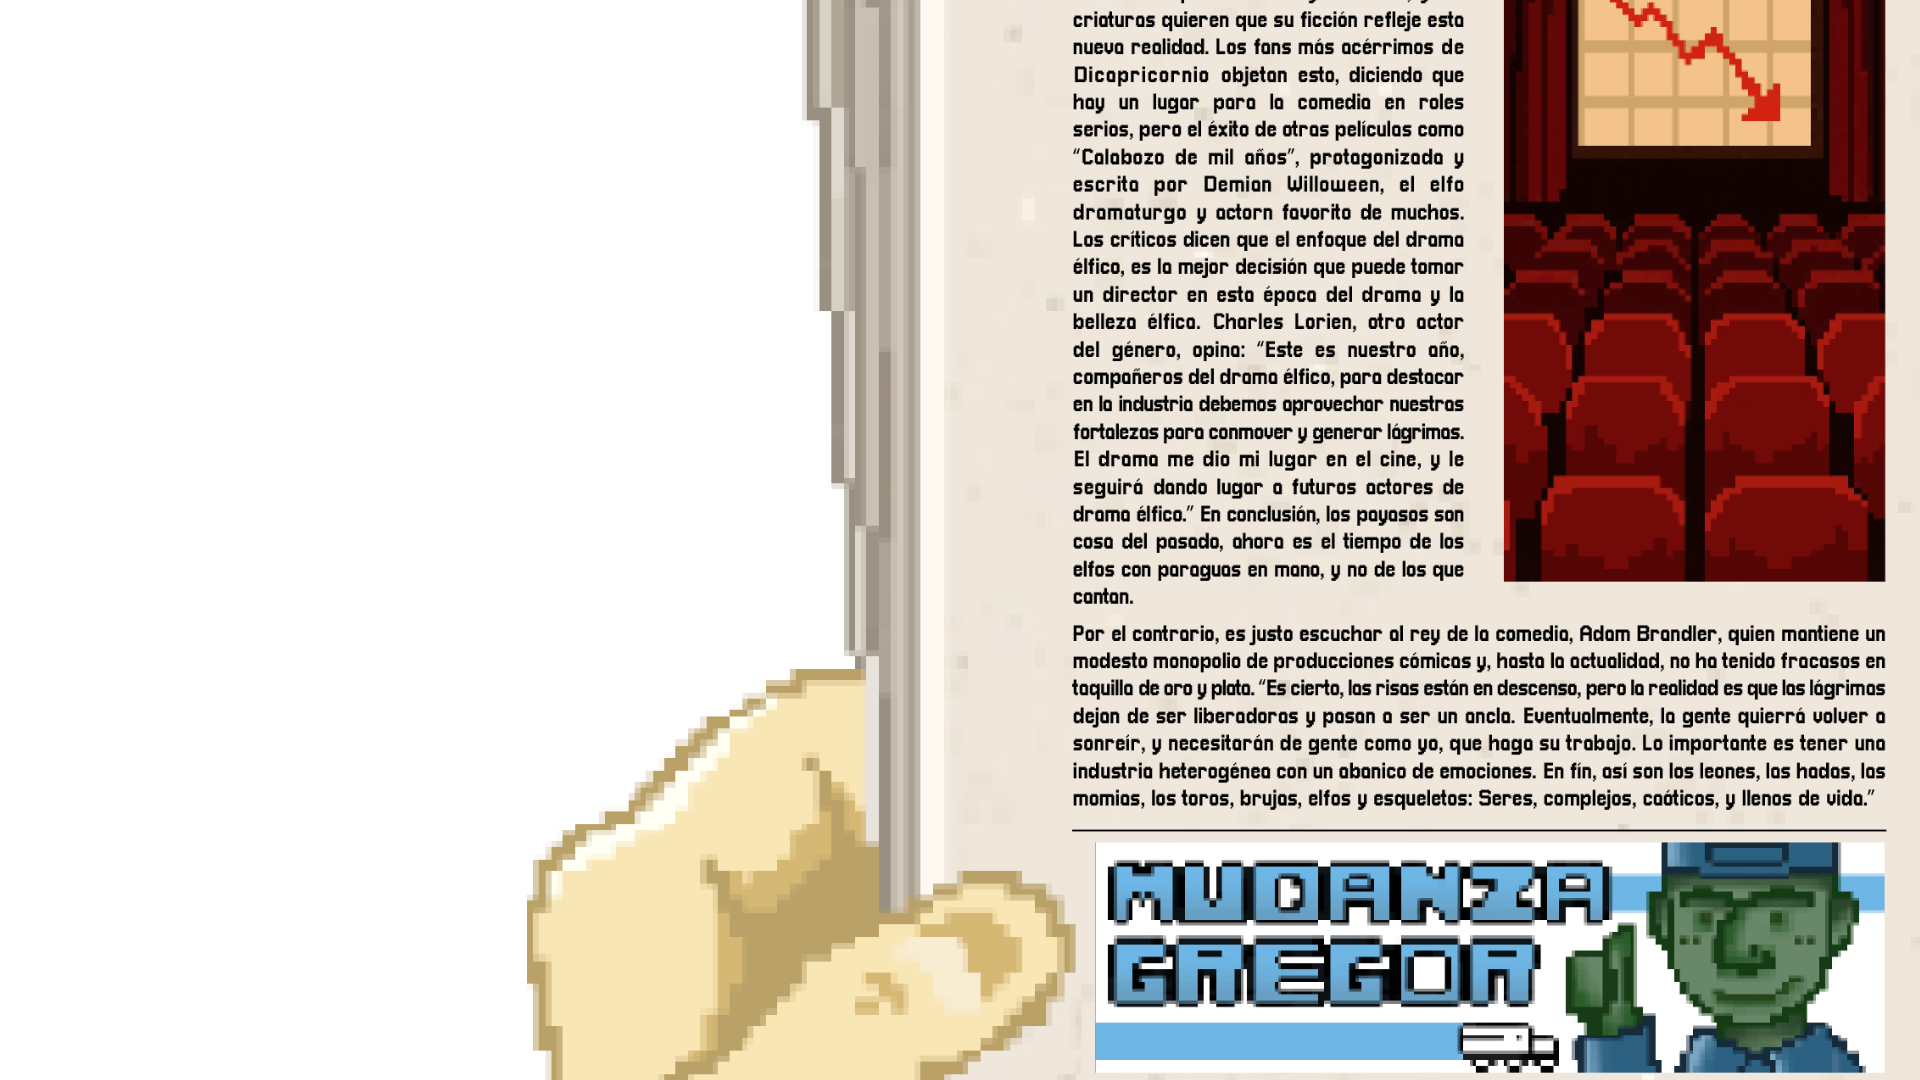 criaturas quieren que su ficción refleje esta
nueva realidad. Los fans más acérrimos de
Dicapricornio objetan esto, diciendo que
hay un lugar para la comedia en roles
serios, pero el éxito de otras películas como
"Calabozo de mil años", protagonizada y
escrita por Demian Willoween, el elfo
dramaturgo y actorn favorito de muchos.
Los críticos dicen que el enfoque del drama
élfico, es la mejor decisión que puede tomar
un director en esta época del drama y la
belleza élfica. Charles Lorien, otro actor
del género, opina: "Este es nuestro año,
compañeros del drama élfico, para destacar
en la industria debemos aprovechar nuestras
fortalezas para conmover y generar lágrimas.
El drama me dio mi lugar en el cine, y le
seguirá dando lugar a futuros actores de
drama élfico." En conclusión, los payasos son
cosa del pasado, ahora es el tiempo de los
elfos con paraguas en mano, y no de los que
cantan.
Por el contrario, es justo escuchar al rey de la comedia, Adam Brandler, quien mantiene un
modesto monopolio de producciones cómicas y, hasta la actualidad, no ha tenido fracasos en
taquilla de oro y plata. "Es cierto, las risas están en descenso, pero la realidad es que las lágrimas
dejan de ser liberadoras y pasan a ser un ancla. Eventualmente, la gente quierrá volver a
sonreír, y necesitarán de gente como yo, que haga su trabajo. Lo importante es tener una
industria heterogénea con un abanico de emociones. En fín, así son los leones, las hadas, las
momias, los toros, brujas, elfos y esqueletos: Seres, complejos, caóticos, y llenos de vida."
MUDANZA
GREGOR